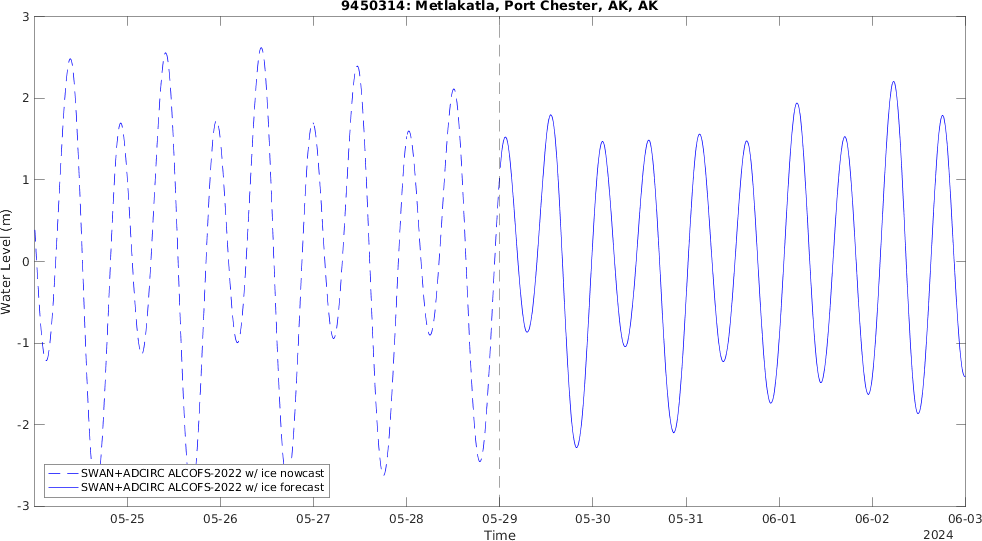 9450314: Metlakatla, Port Chester, AK, AK
3
2
1
0
-1
-2
-3
Water Level (m)
SWAN+ADCIRC ALCOFS-2022 w/ ice nowcast
SWAN+ADCIRC ALCOFS-2022 w/ ice forecast
05-25 05-26 05-27 05-28 05-29 05-30 05-31 06-01 06-02 06-03
Time
2024